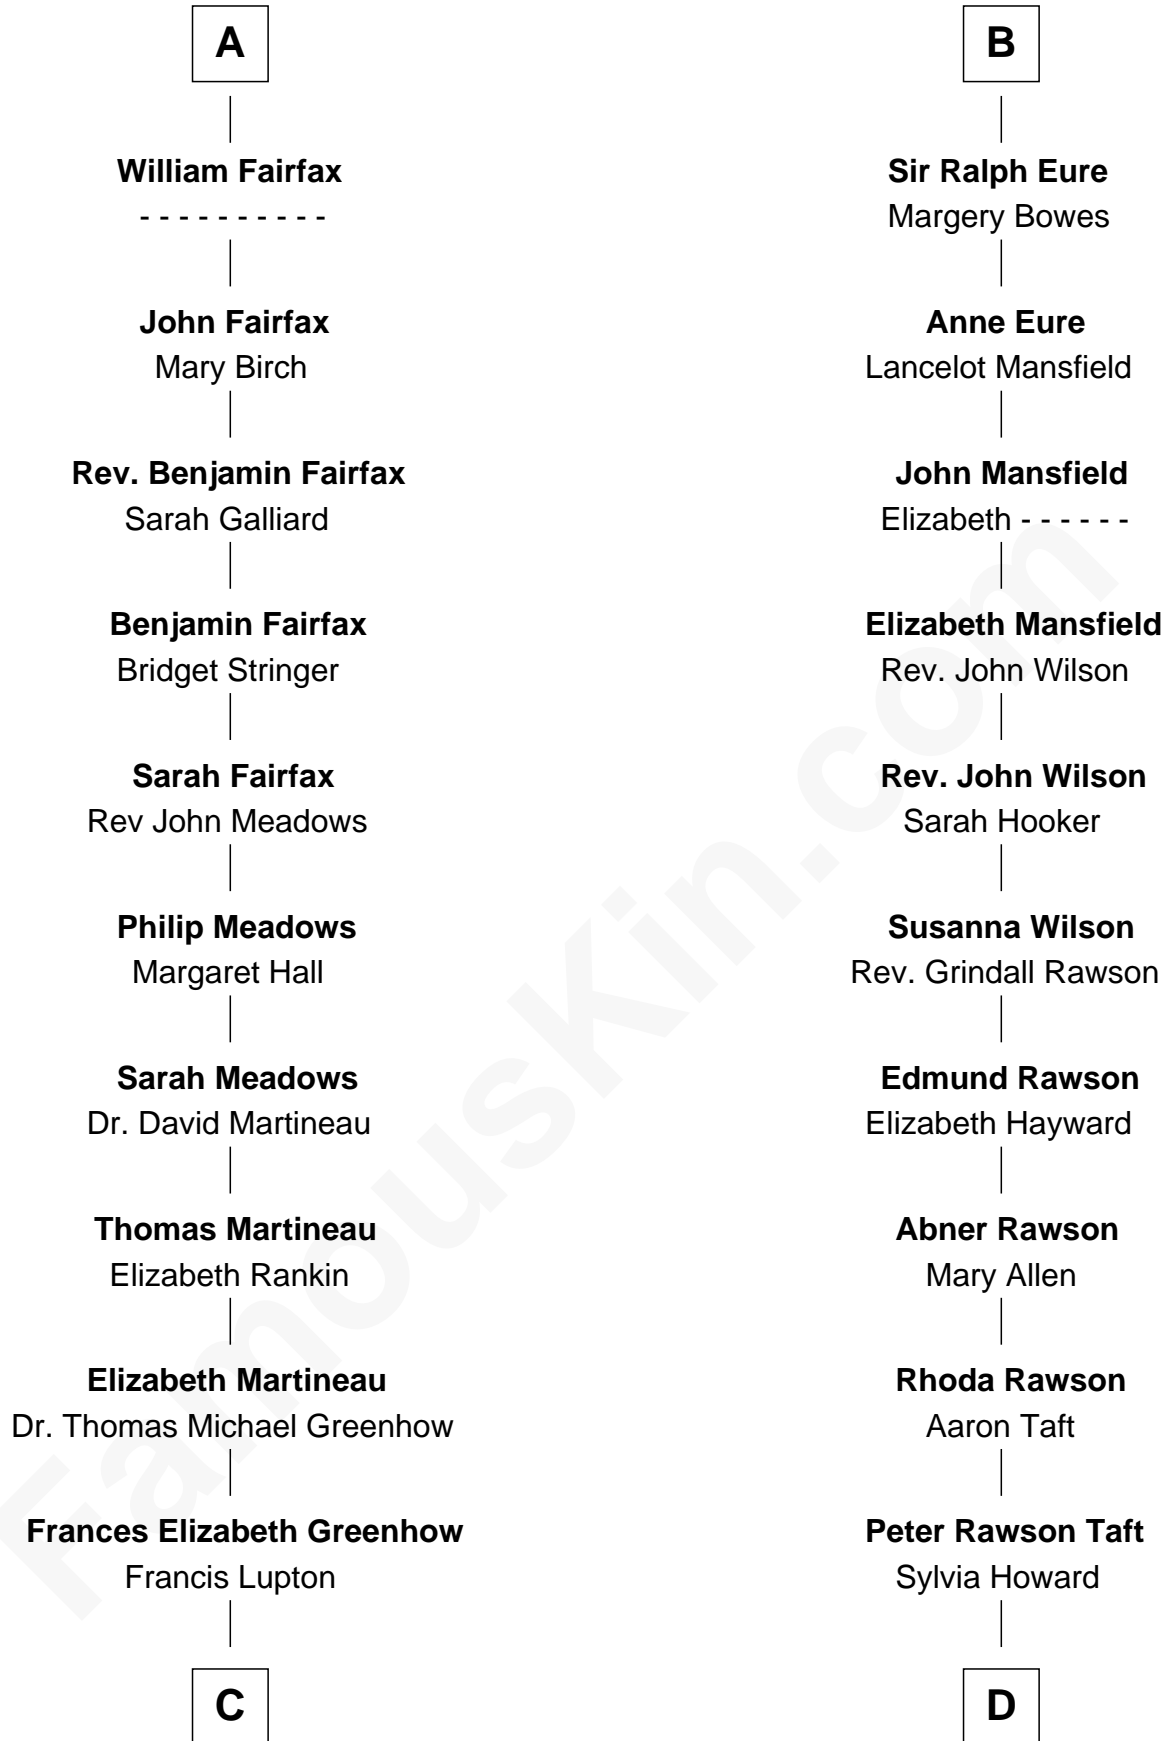 A
William Fairfax
- - - - - - - - - -
John Fairfax
Mary Birch
Rev. Benjamin Fairfax
Sarah Galliard
Benjamin Fairfax
Bridget Stringer
Sarah Fairfax
Rev John Meadows
Philip Meadows
Margaret Hall
Sarah Meadows
Dr. David Martineau
Thomas Martineau
Elizabeth Rankin
Elizabeth Martineau
Dr. Thomas Michael Greenhow
Frances Elizabeth Greenhow
Francis Lupton
C
B
Sir Ralph Eure
Margery Bowes
Anne Eure
Lancelot Mansfield
John Mansfield
Elizabeth - - - - - -
Elizabeth Mansfield
Rev. John Wilson
Rev. John Wilson
Sarah Hooker
Susanna Wilson
Rev. Grindall Rawson
Edmund Rawson
Elizabeth Hayward
Abner Rawson
Mary Allen
Rhoda Rawson
Aaron Taft
Peter Rawson Taft
Sylvia Howard
D
FamousKin.com